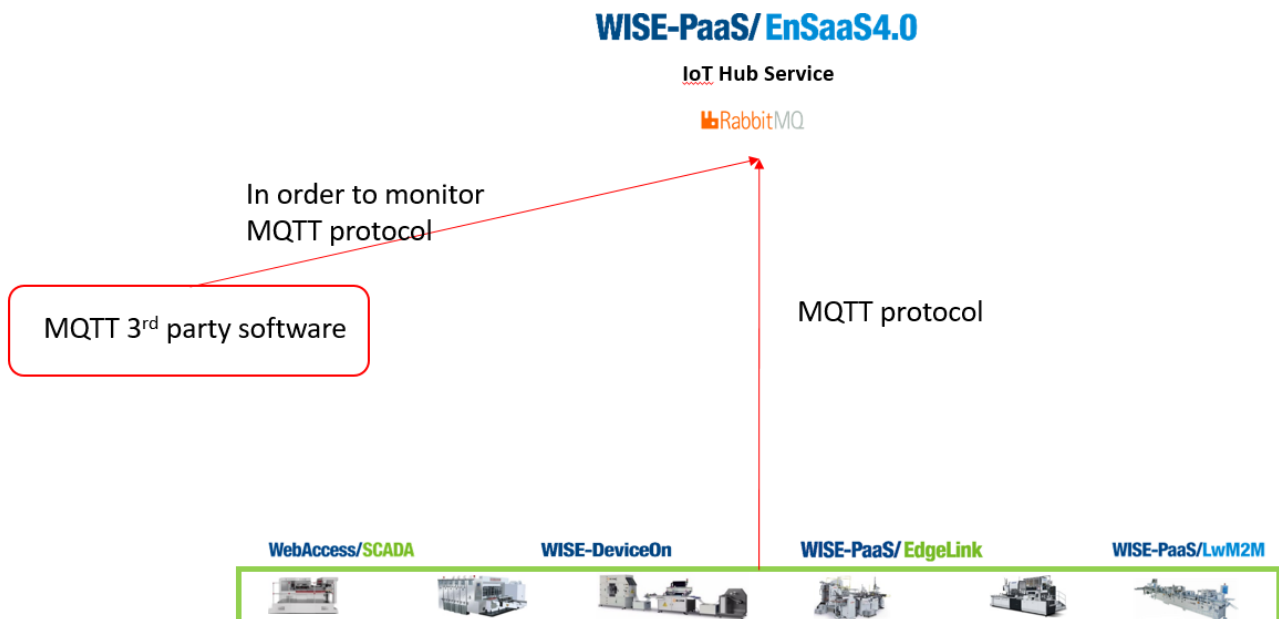 WISE-PaaS/EnSaaS4.0
IoT Hub Service
RabbitMQ
In order to monitor
MQTT protocol
MQTT 3rd party software
MQTT protocol
WebAccess/SCADA
WISE-DeviceOn
WISE-PaaS/EdgeLink
WISE-PaaS/LwM2M